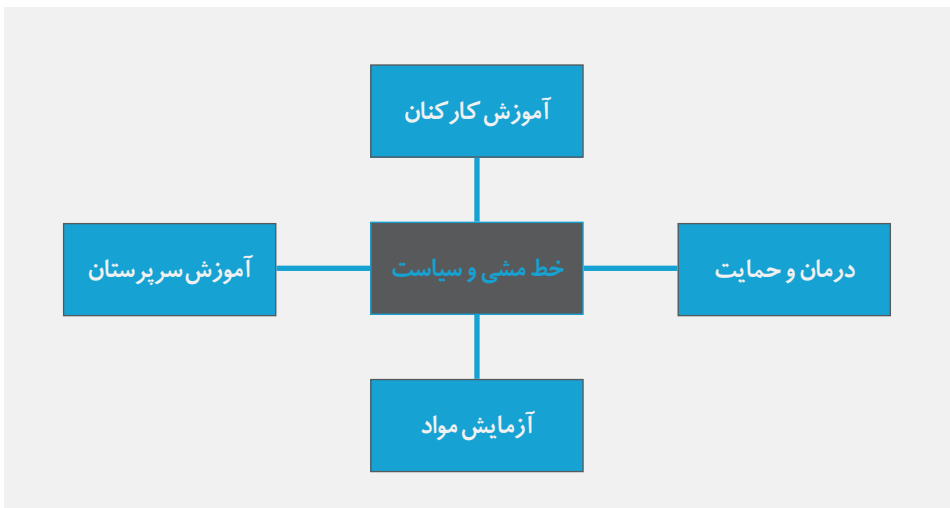 آموزش کارکنان
درمان و حمایت
خط مشی و سیاست
آموزش سرپرستان
آزمایش مواد